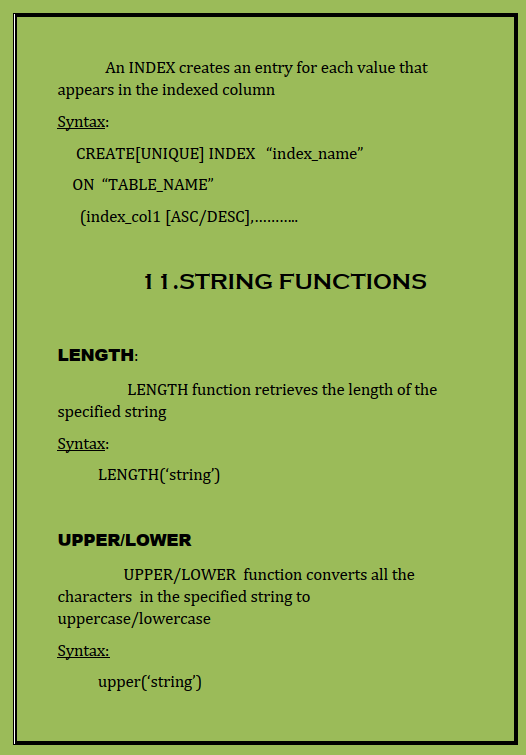 An INDEX creates an entry for each value that
appears in the indexed column
Syntax:
CREATE[UNIQUE] INDEX “index_name”
ON “TABLE_NAME”
(index_col1 [ASC/DESC],………..
11.STRING FUNCTIONS
LENGTH:
LENGTH function retrieves the length of the
specified string
Syntax:
LENGTH(‘string’)
UPPER/LOWER
UPPER/LOWER function converts all the
characters in the specified string to
uppercase/lowercase
Syntax:
upper(‘string’)